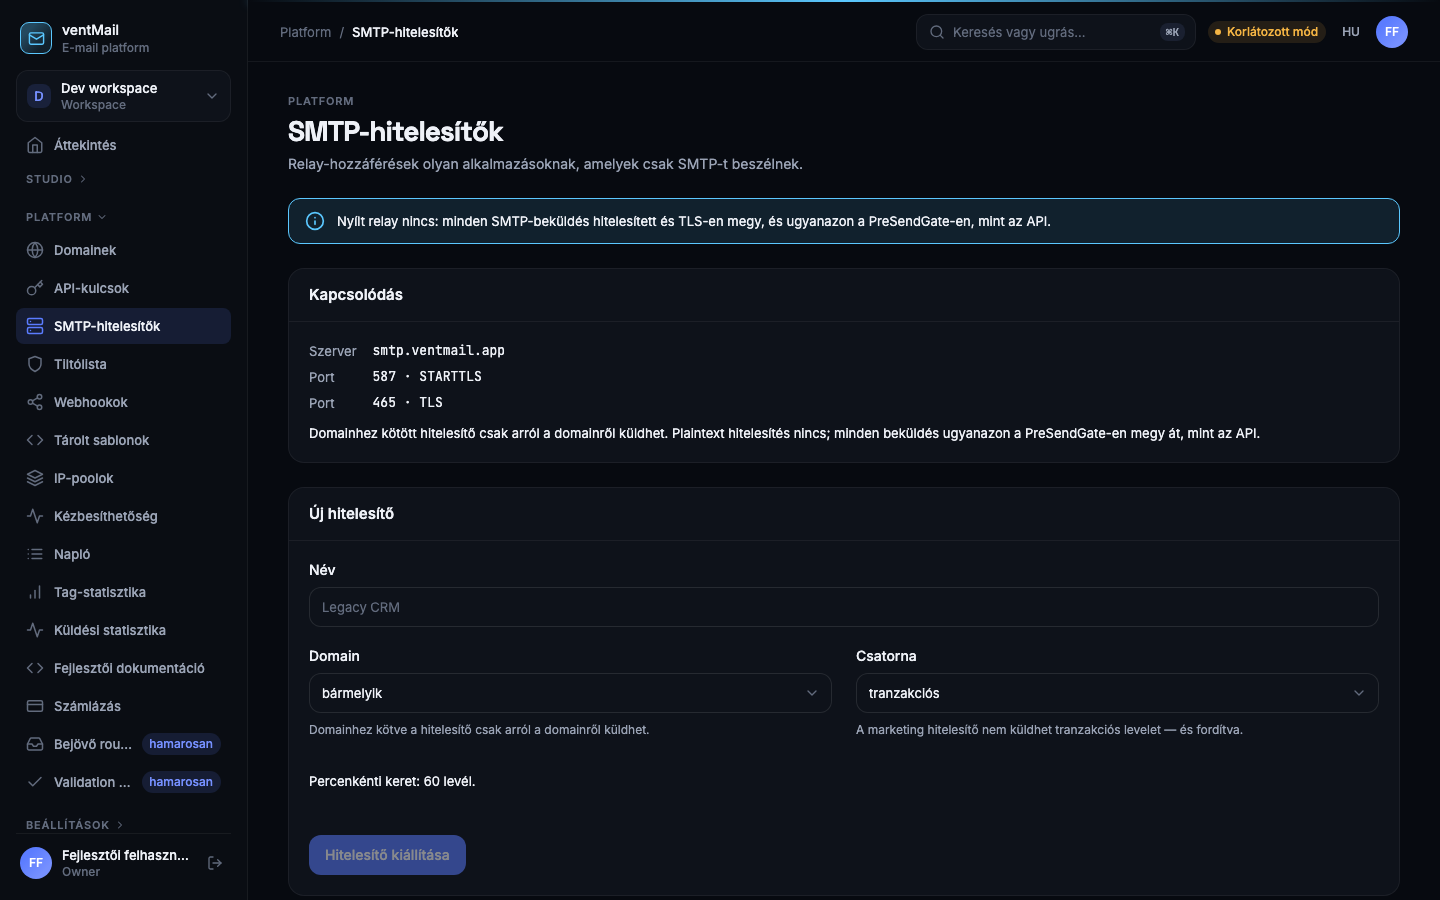 ventMail
E-mail platform
D
Dev workspace
Workspace
Áttekintés
STUDIO
PLATFORM
Domainek
API-kulcsok
SMTP-hitelesítők
Tiltólista
Webhookok
Tárolt sablonok
IP-poolok
Kézbesíthetőség
Napló
Tag-statisztika
Küldési statisztika
Fejlesztői dokumentáció
Számlázás
Bejövő rou... hamarosan
Validation ... hamarosan
BEÁLLÍTÁSOK
FF
Fejlesztői felhaszn...
Owner
Platform / SMTP-hitelesítők
Keresés vagy ugrás... ⌘K
Korlátozott mód
HU
FF
PLATFORM
SMTP-hitelesítők
Relay-hozzáférések olyan alkalmazásoknak, amelyek csak SMTP-t beszélnek.
Nyílt relay nincs: minden SMTP-beküldés hitelesített és TLS-en megy, és ugyanazon a PreSendGate-en, mint az API.
Kapcsolódás
Szerver smtp.ventmail.app
Port 587 · STARTTLS
Port 465 · TLS
Domainhez kötött hitelesítő csak arról a domainről küldhet. Plaintext hitelesítés nincs; minden beküldés ugyanazon a PreSendGate-en megy át, mint az API.
Új hitelesítő
Név
Legacy CRM
Domain
bármelyik
Domainhez kötve a hitelesítő csak arról a domainről küldhet.
Csatorna
tranzakciós
A marketing hitelesítő nem küldhet tranzakciós levelet — és fordítva.
Percenkénti keret: 60 levél.
Hitelesítő kiállítása